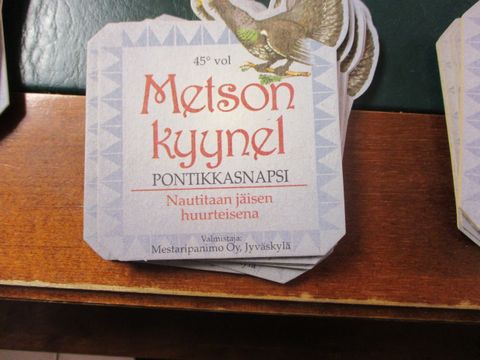 45° vol
Metson
kyynel
PONTIKKASNAPSI
Nautitaan jäisen
huurteisena
Valmistaja:
Mestaripanimo Oy, Jyväskylä